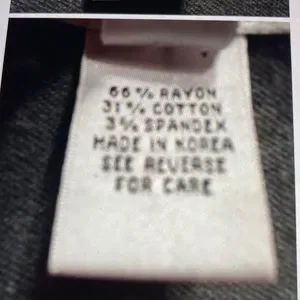 66% RAYON
31% COTTON
3% SPANDEX
MADE IN KOREA
SEE REVERSE
FOR CARE